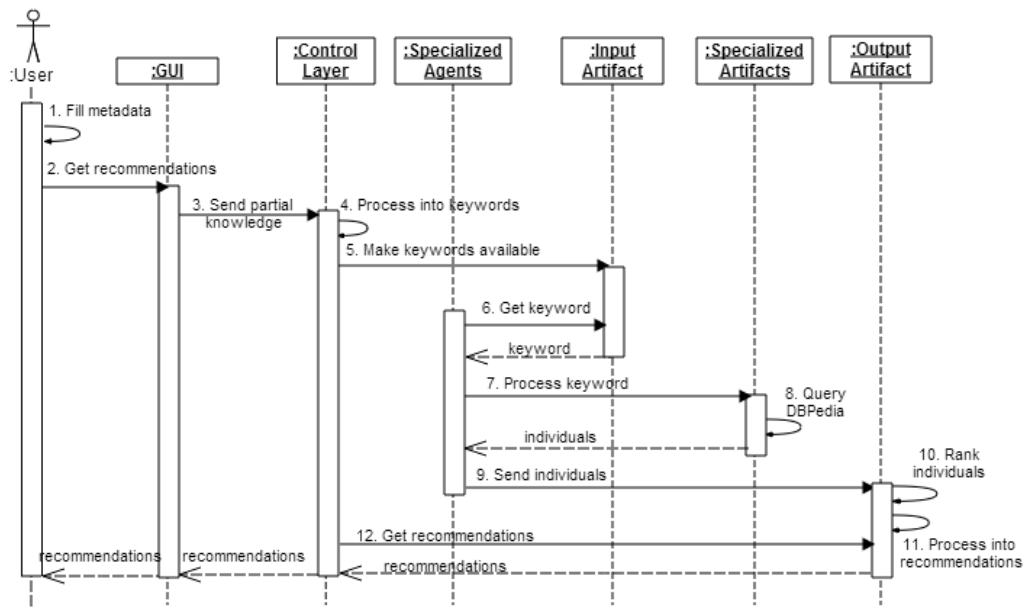 :User
:GUI
:Control
Layer
:Specialized
Agents
:Input
Artifact
:Specialized
Artifacts
:Output
Artifact
1. Fill metadata
2. Get recommendations
3. Send partial
knowledge
4. Process into keywords
5. Make keywords available
6. Get keyword
keyword
7. Process keyword
8. Query
DBPedia
individuals
9. Send individuals
10. Rank
individuals
11. Process into
recommendations
12. Get recommendations
recommendations
recommendations
recommendations